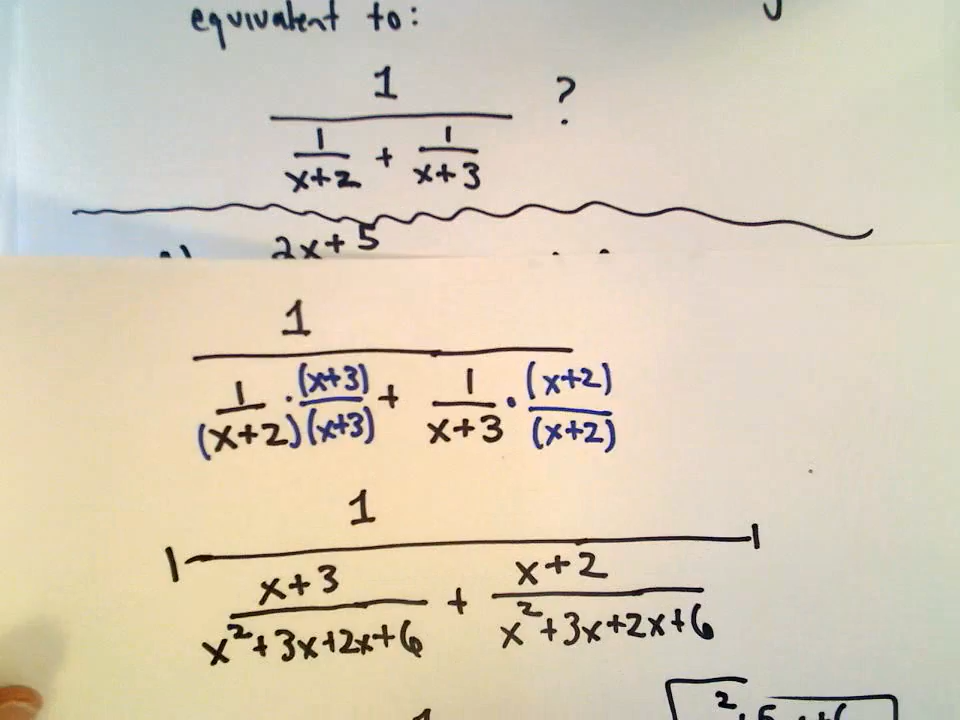 equivalent to:
1
1 + 1 ?
x+2 x+3
2x+5
1
1 · (x+3) + 1 · (x+2)
(x+2) (x+3) x+3 (x+2)
1
x+3 + x+2
x²+3x+2x+6 x²+3x+2x+6